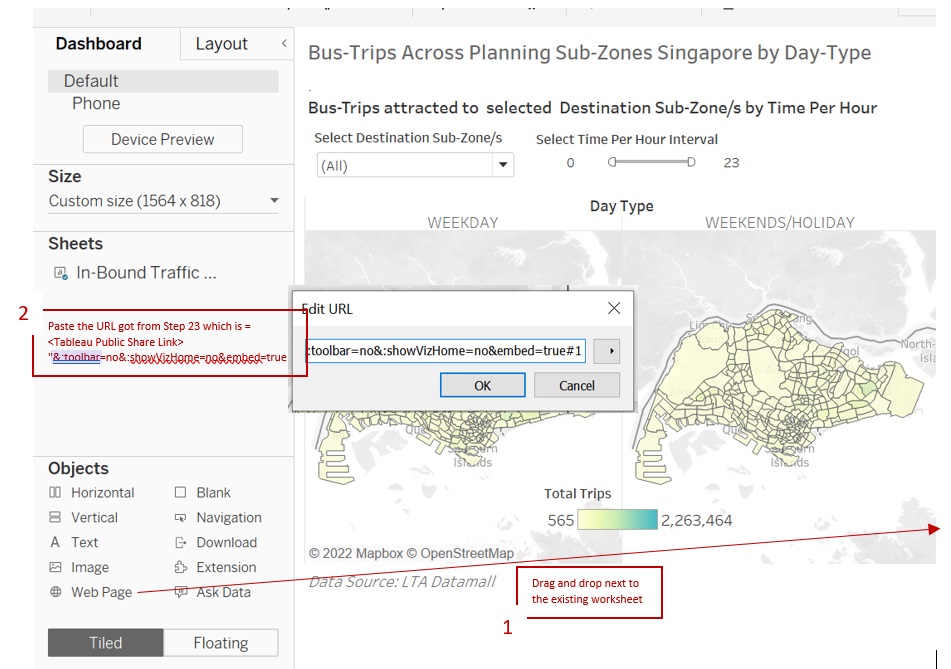 Dashboard
Layout
Default
Phone
Device Preview
Size
Custom size (1564 x 818)
Sheets
In-Bound Traffic ...
2
Paste the URL got from Step 23 which is =
<Tableau Public Share Link>
"&:toolbar=no&:showVizHome=no&embed=true
Objects
Horizontal
Blank
Vertical
Navigation
Text
Download
Image
Extension
Web Page
Ask Data
Tiled
Floating
Bus-Trips Across Planning Sub-Zones Singapore by Day-Type
.
Bus-Trips attracted to selected Destination Sub-Zone/s by Time Per Hour
Select Destination Sub-Zone/s
Select Time Per Hour Interval
(All)
0
23
Day Type
WEEKDAY
WEEKENDS/HOLIDAY
Edit URL
:toolbar=no&:showVizHome=no&embed=true#1
OK
Cancel
North-
Islands
Islands
Total Trips
565
2,263,464
© 2022 Mapbox © OpenStreetMap
Data Source: LTA Datamall
Drag and drop next to
the existing worksheet
1